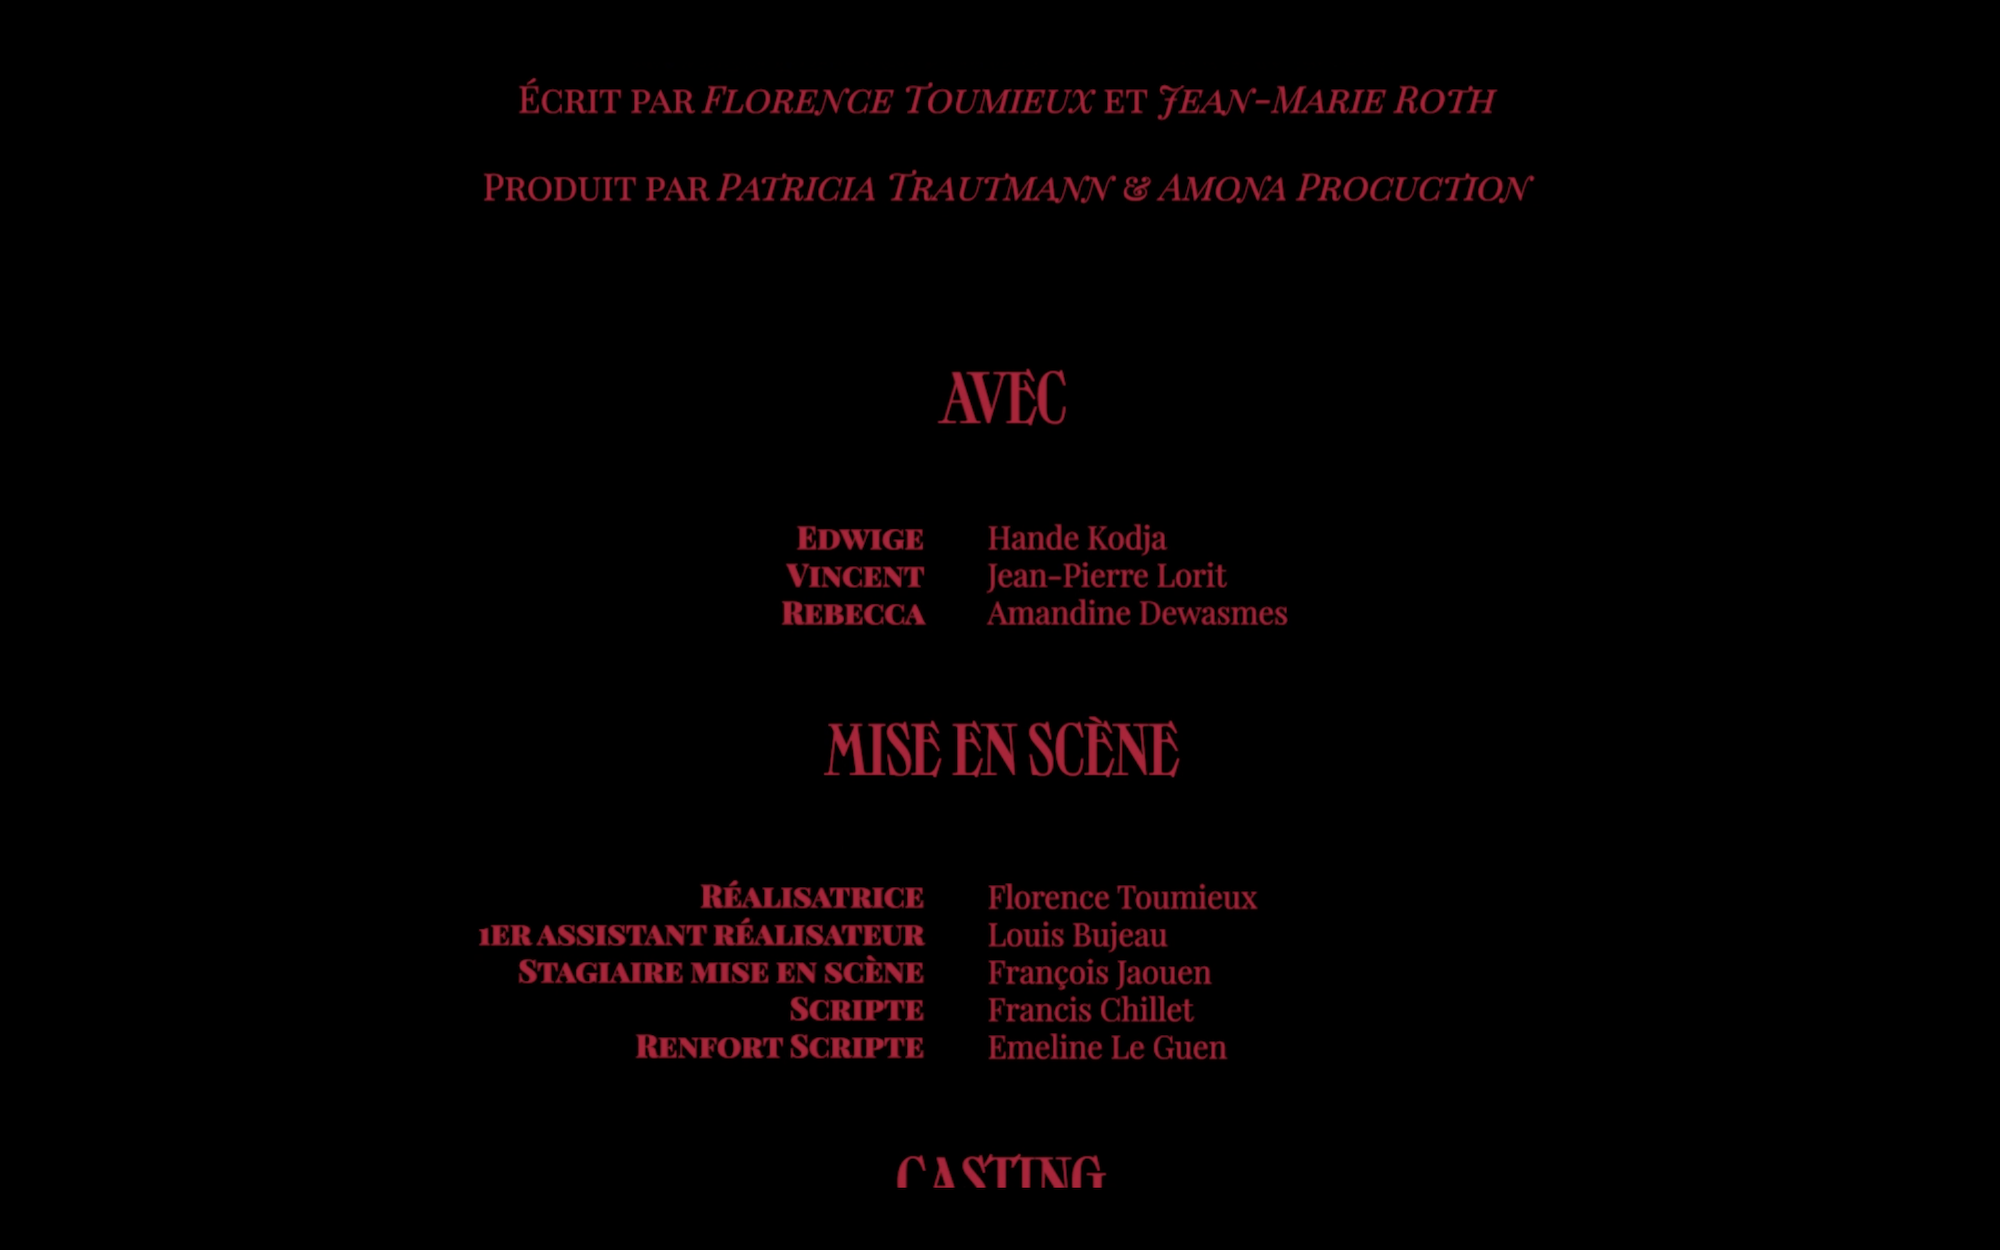 Écrit par Florence Toumieux et Jean-Marie Roth
Produit par Patricia Trautmann & Amona Procuction
AVEC
Edwige Hande Kodja
Vincent Jean-Pierre Lorit
Rebecca Amandine Dewasmes
MISE EN SCÈNE
Réalisatrice Florence Toumieux
1er assistant réalisateur Louis Bujeau
Stagiaire mise en scène François Jaouen
Scripte Francis Chillet
Renfort Scripte Emeline Le Guen
CASTING